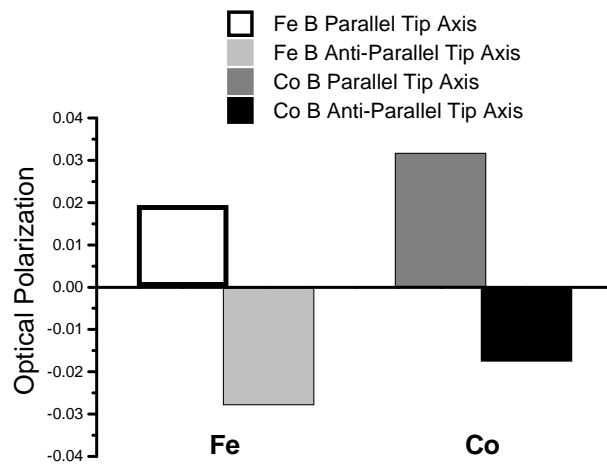 Fe B Parallel Tip Axis
Fe B Anti-Parallel Tip Axis
Co B Parallel Tip Axis
Co B Anti-Parallel Tip Axis
Optical Polarization
0.04
0.03
0.02
0.01
0.00
-0.01
-0.02
-0.03
-0.04
Fe
Co